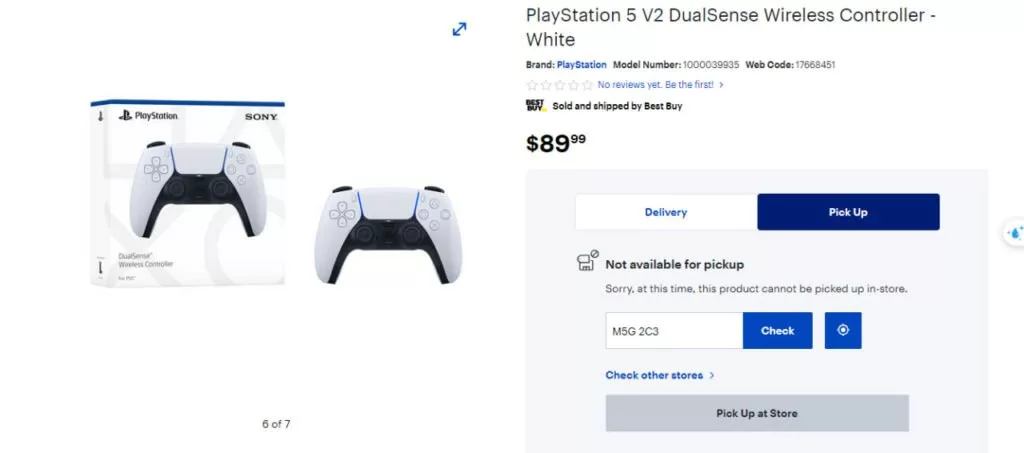 PlayStation 5 V2 DualSense Wireless Controller -
White
Brand: PlayStation Model Number: 1000039935 Web Code: 17668451
No reviews yet. Be the first!
BEST BUY Sold and shipped by Best Buy
$89.99
Delivery
Pick Up
Not available for pickup
Sorry, at this time, this product cannot be picked up in-store.
M5G 2C3
Check
Check other stores
Pick Up at Store
PlayStation
SONY
DualSense
Wireless Controller
6 of 7